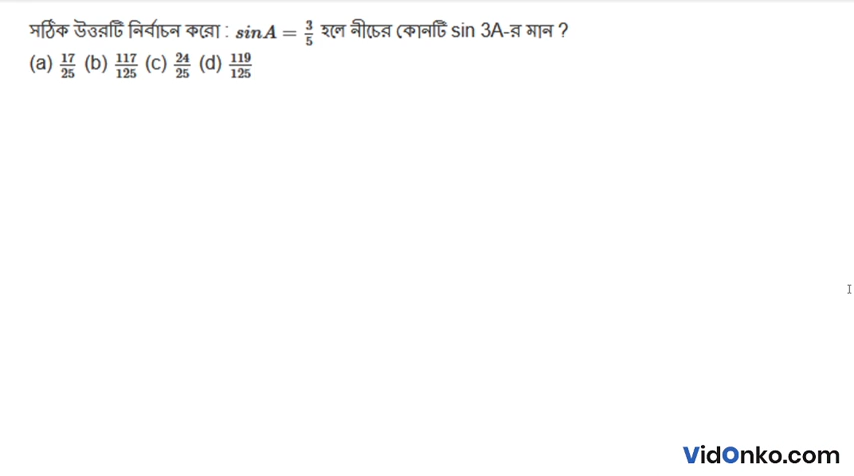 সঠিক উত্তরটি নির্বাচন করো : sin A = 3/5 হলে নীচের কোনটি sin 3A-র মান ?
(a) 17/25 (b) 117/125 (c) 24/25 (d) 119/125
VidOnko.com